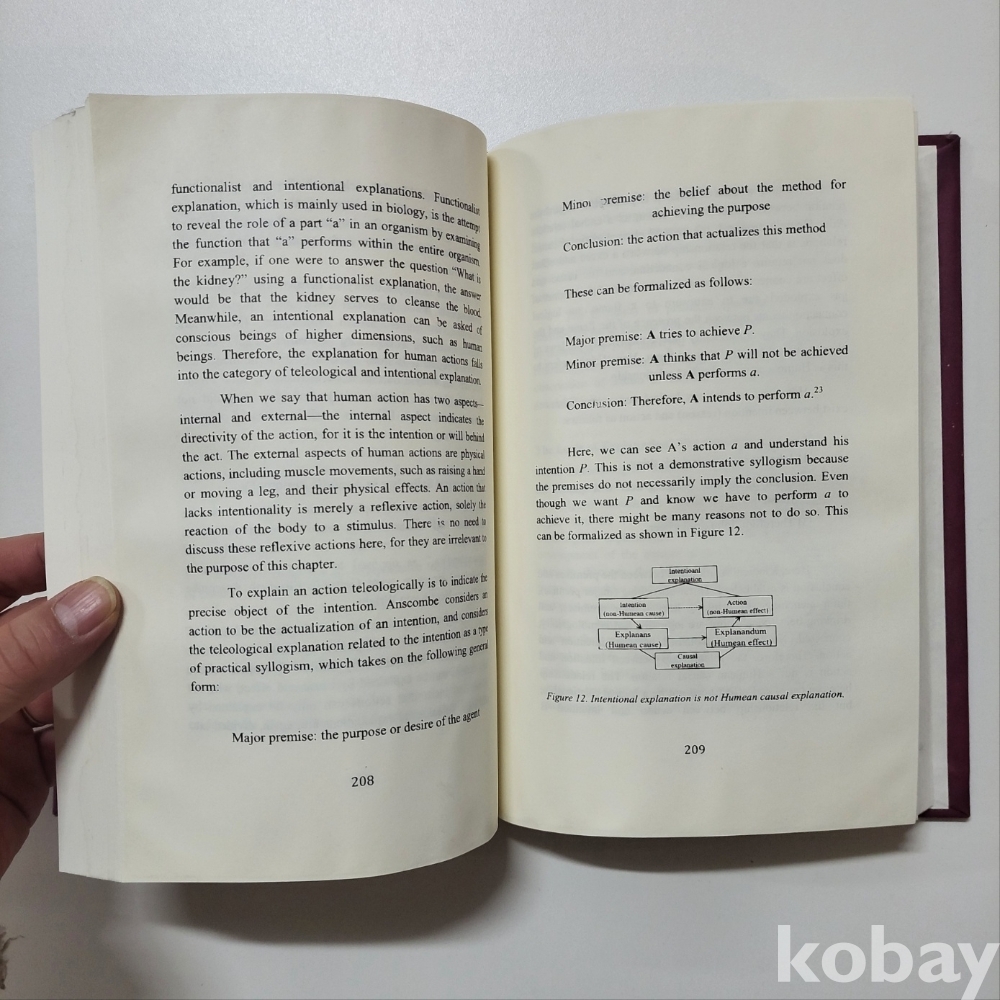 functionalist and intentional explanations. Functionalist
explanation, which is mainly used in biology, is the attempt
to reveal the role of a part “a” in an organism by examining
the function that “a” performs within the entire organism.
For example, if one were to answer the question “What is
the kidney?” using a functionalist explanation, the answer
would be that the kidney serves to cleanse the blood.
Meanwhile, an intentional explanation can be asked of
conscious beings of higher dimensions, such as human
beings. Therefore, the explanation for human actions falls
into the category of teleological and intentional explanation.
When we say that human action has two aspects—
internal and external—the internal aspect indicates the
directivity of the action, for it is the intention or will behind
the act. The external aspects of human actions are physical
actions, including muscle movements, such as raising a hand
or moving a leg, and their physical effects. An action that
lacks intentionality is merely a reflexive action, solely the
reaction of the body to a stimulus. There is no need to
discuss these reflexive actions here, for they are irrelevant to
the purpose of this chapter.
To explain an action teleologically is to indicate the
precise object of the intention. Anscombe considers an
action to be the actualization of an intention, and considers
the teleological explanation related to the intention as a type
of practical syllogism, which takes on the following general
form:
Major premise: the purpose or desire of the agent
208
Minor premise: the belief about the method for
achieving the purpose
Conclusion: the action that actualizes this method
These can be formalized as follows:
Major premise: A tries to achieve P.
Minor premise: A thinks that P will not be achieved
unless A performs a.
Conclusion: Therefore, A intends to perform a.23
Here, we can see A’s action a and understand his
intention P. This is not a demonstrative syllogism because
the premises do not necessarily imply the conclusion. Even
though we want P and know we have to perform a to
achieve it, there might be many reasons not to do so. This
can be formalized as shown in Figure 12.
Intentioanl
explanation
Intention
(non-Humean cause)
Action
(non-Humean effect)
Explanans
(Humean cause)
Explanandum
(Humean effect)
Causal
explanation
Figure 12. Intentional explanation is not Humean causal explanation.
209
kobay